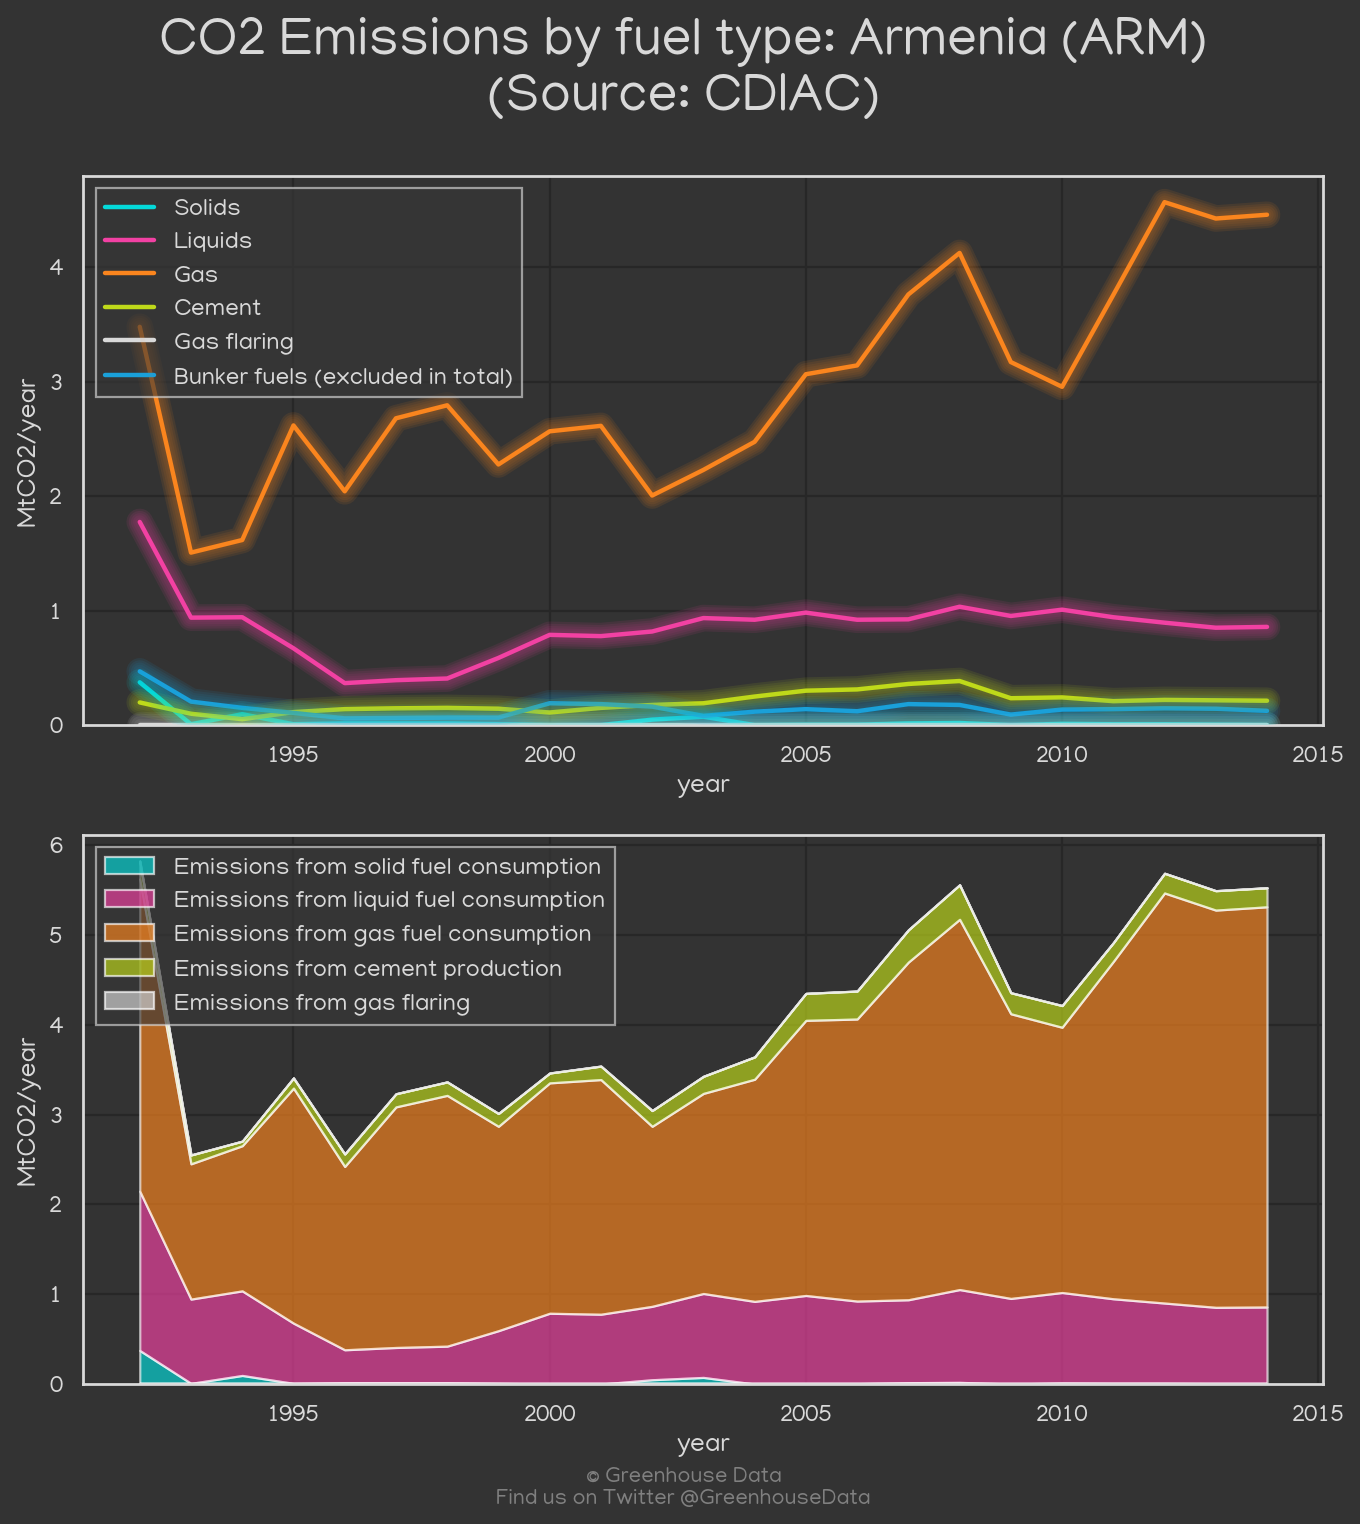 CO2 Emissions by fuel type: Armenia (ARM)
(Source: CDIAC)
Solids
Liquids
Gas
Cement
Gas flaring
Bunker fuels (excluded in total)
4
3
2
1
0
MtCO2/year
1995
2000
2005
2010
2015
year
Emissions from solid fuel consumption
Emissions from liquid fuel consumption
Emissions from gas fuel consumption
Emissions from cement production
Emissions from gas flaring
6
5
4
3
2
1
0
MtCO2/year
1995
2000
2005
2010
2015
year
© Greenhouse Data
Find us on Twitter @GreenhouseData